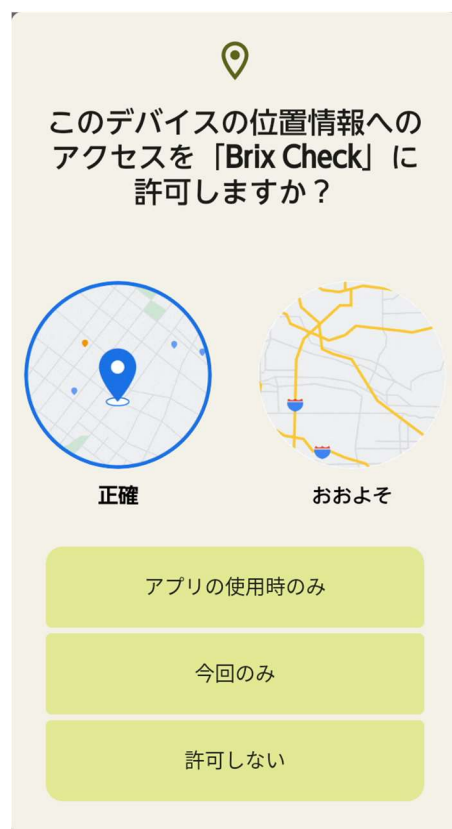 このデバイスの位置情報への
アクセスを「Brix Check」に
許可しますか？
正確
おおよそ
アプリの使用時のみ
今回のみ
許可しない